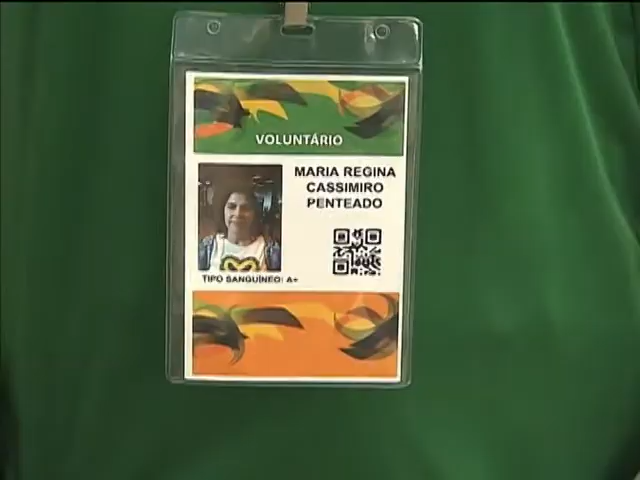 VOLUNTÁRIO
MARIA REGINA
CASSIMIRO
PENTEADO
TIPO SANGUÍNEO: A+